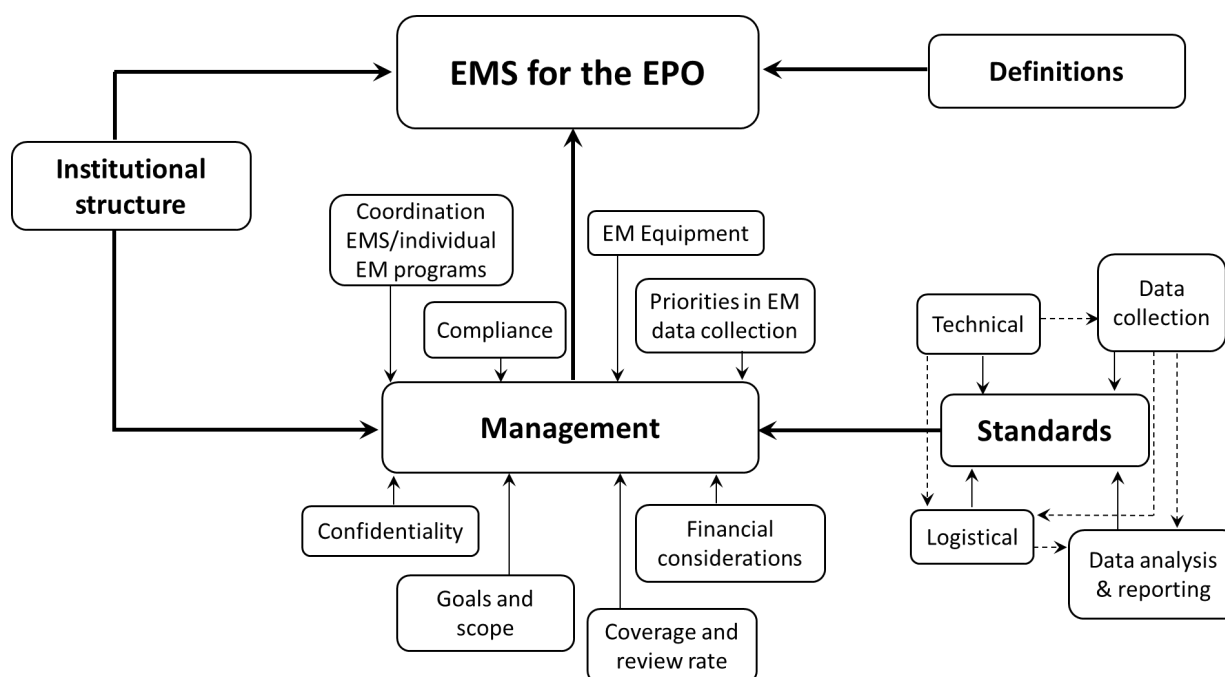 EMS for the EPO
Definitions
Institutional
structure
Coordination
EMS/individual
EM programs
EM Equipment
Compliance
Priorities in EM
data collection
Technical
Data
collection
Management
Standards
Confidentiality
Goals and
scope
Coverage and
review rate
Financial
considerations
Logistical
Data analysis
& reporting